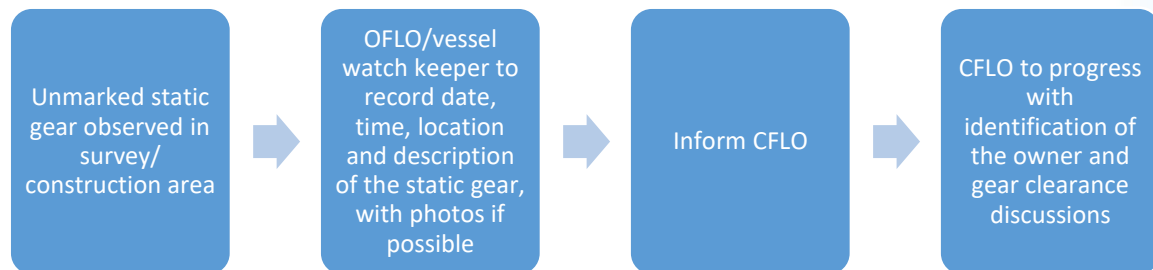 Unmarked static
gear observed in
survey/
construction area
OFLO/vessel
watch keeper to
record date,
time, location
and description
of the static gear,
with photos if
possible
Inform CFLO
CFLO to progress
with
identification of
the owner and
gear clearance
discussions